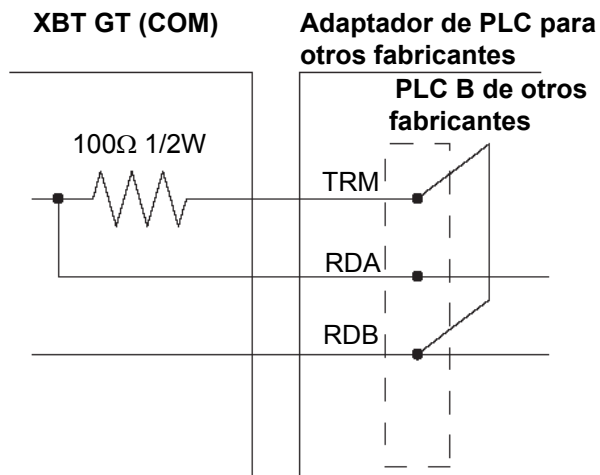 XBT GT (COM)
Adaptador de PLC para
otros fabricantes
PLC B de otros
fabricantes
100Ω 1/2W
TRM
RDA
RDB